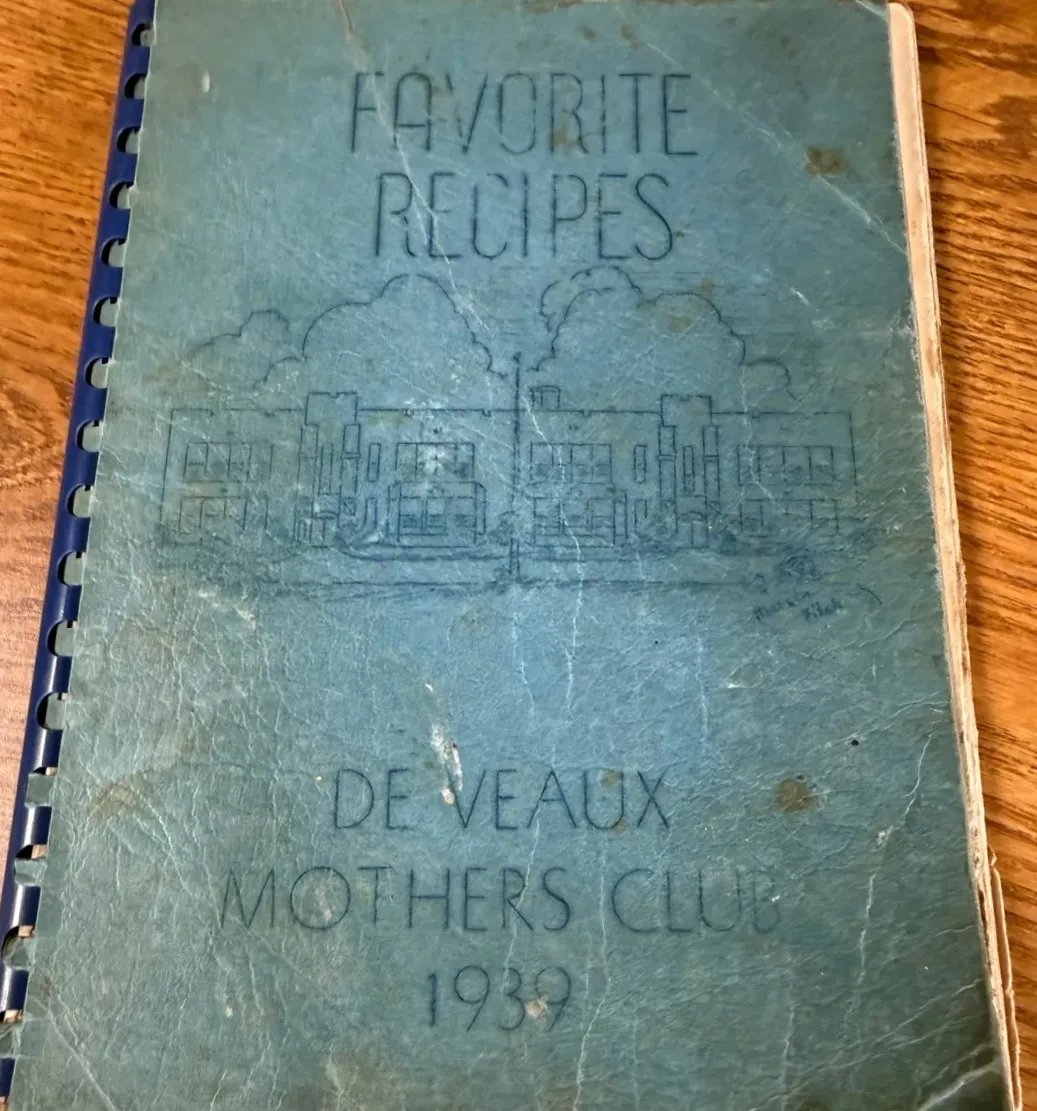 FAVORITE
RECIPES
DE VEAUX
MOTHERS CLUB
1939